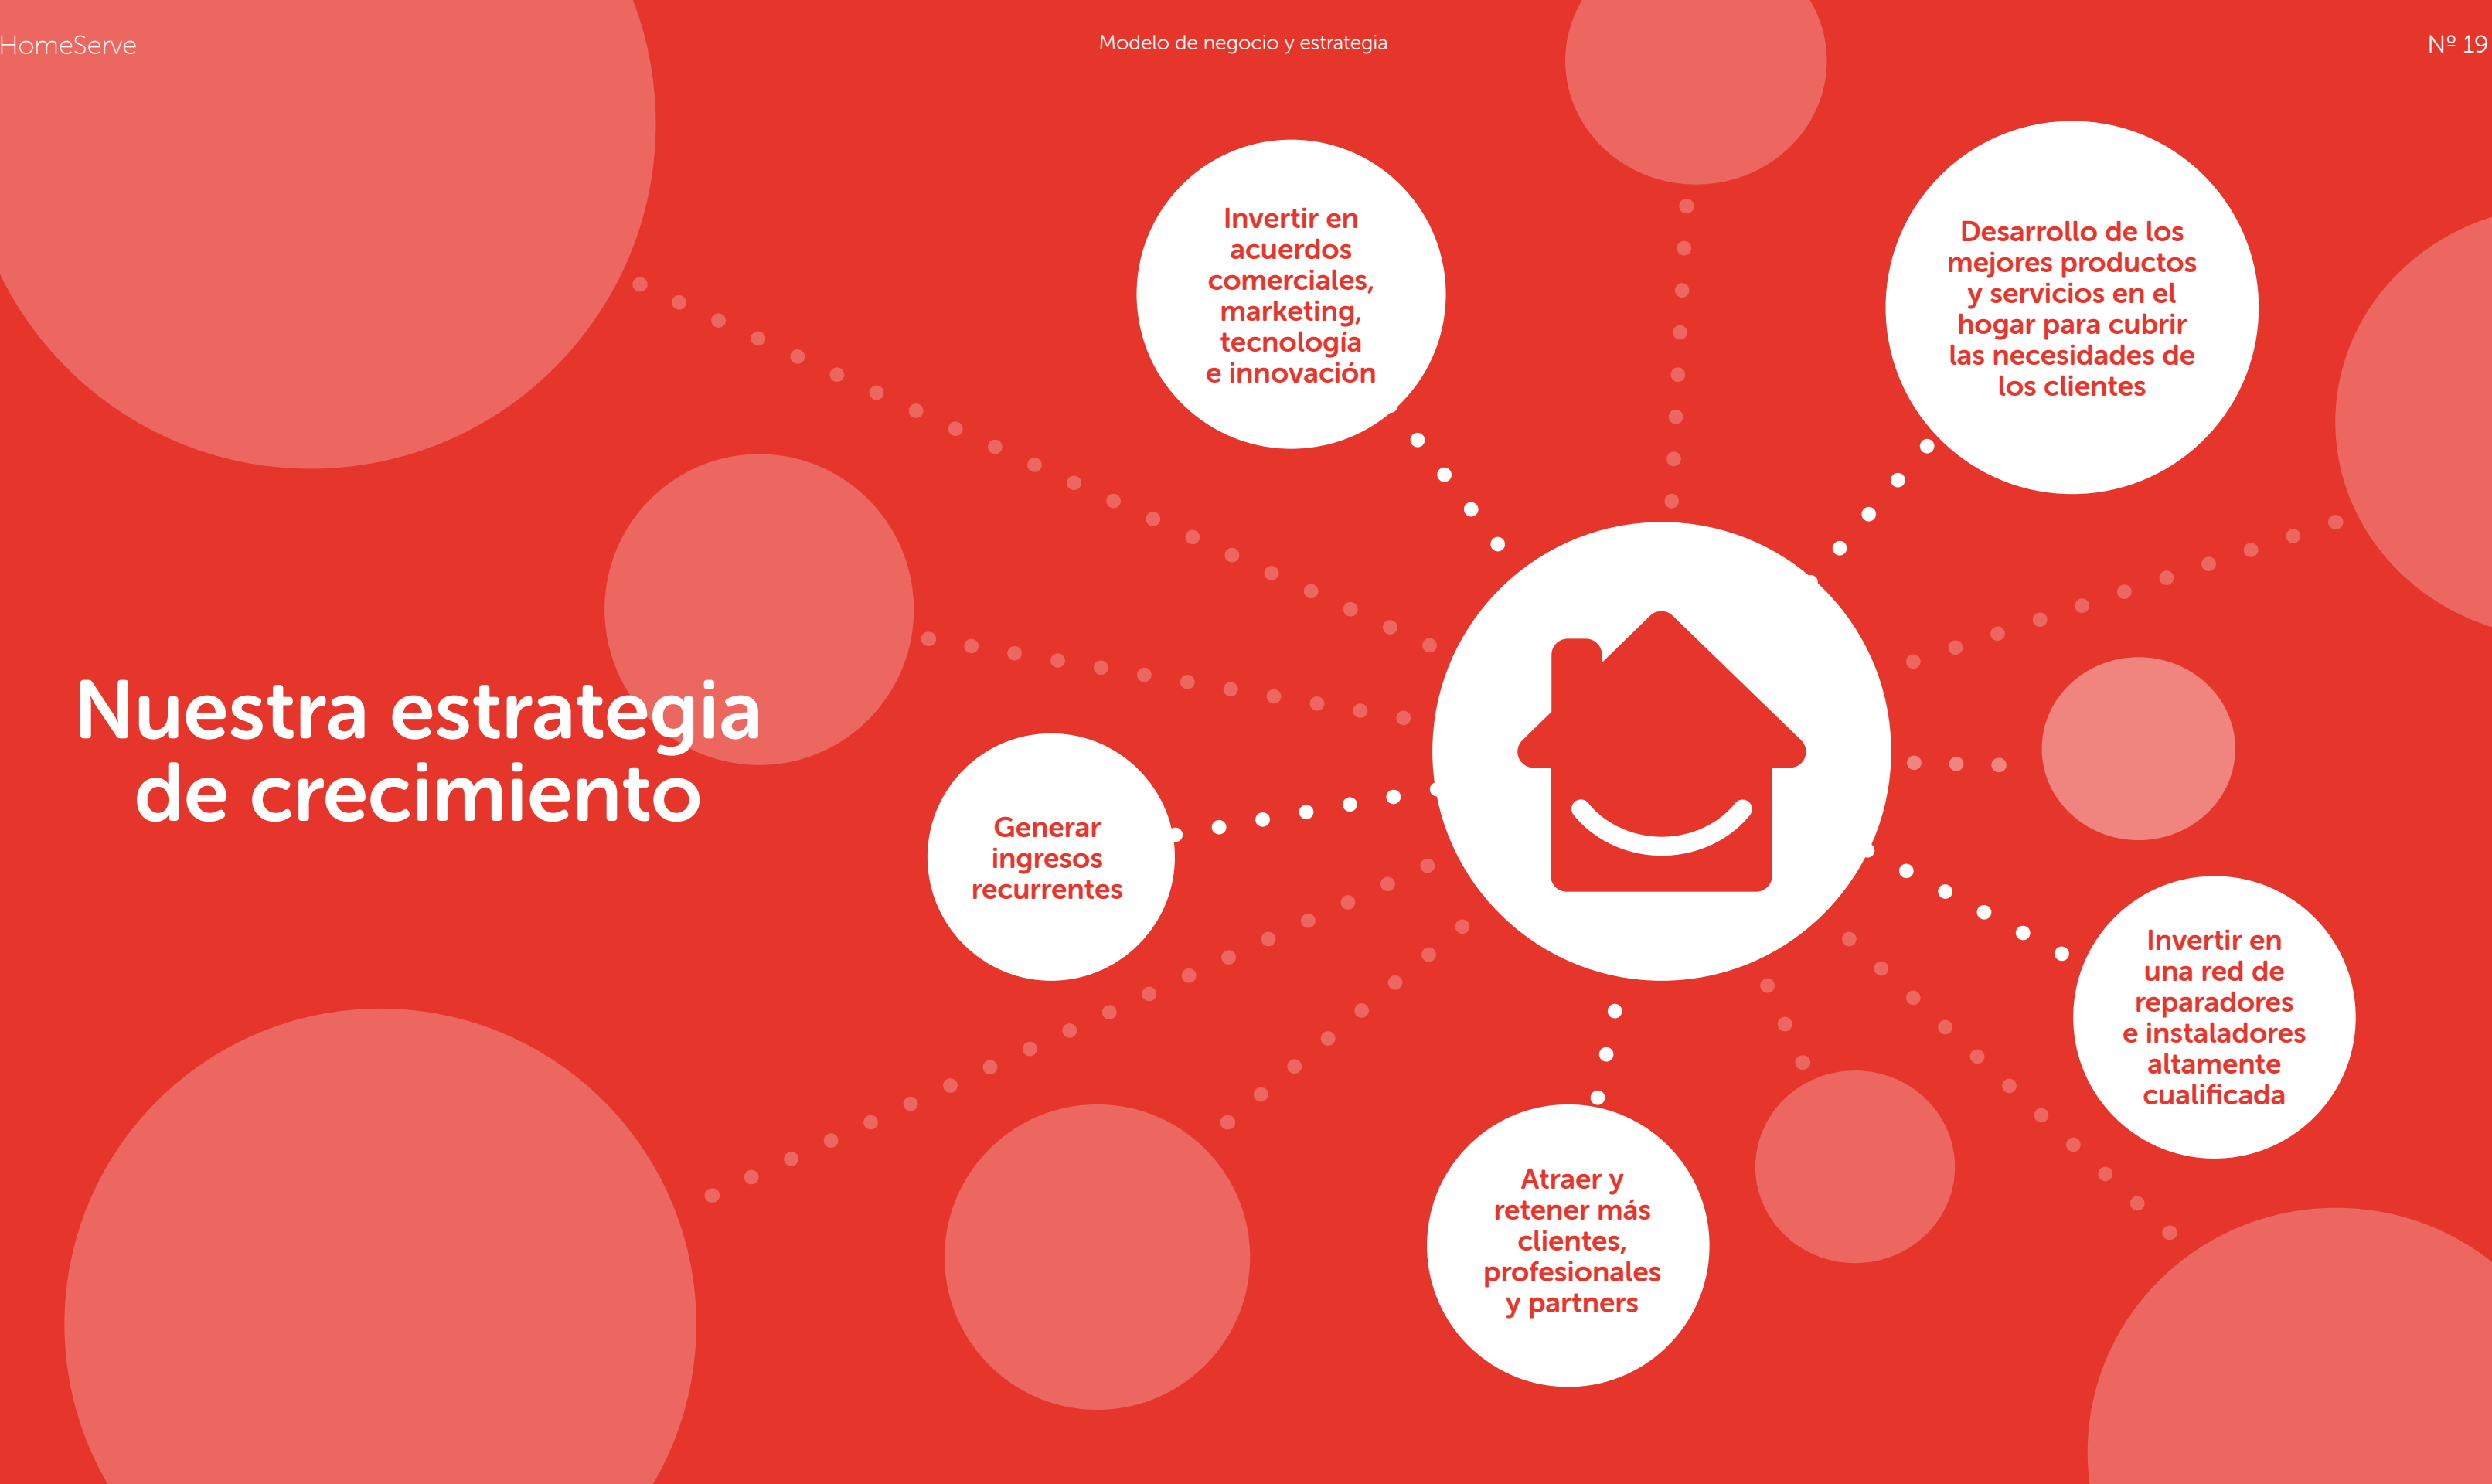 HomeServe
Modelo de negocio y estrategia
Nº 19
Nuestra estrategia
de crecimiento
Invertir en
acuerdos
comerciales,
marketing,
tecnología
e innovación
Desarrollo de los
mejores productos
y servicios en el
hogar para cubrir
las necesidades de
los clientes
Generar
ingresos
recurrentes
Invertir en
una red de
reparadores
e instaladores
altamente
cualificada
Atraer y
retener más
clientes,
profesionales
y partners